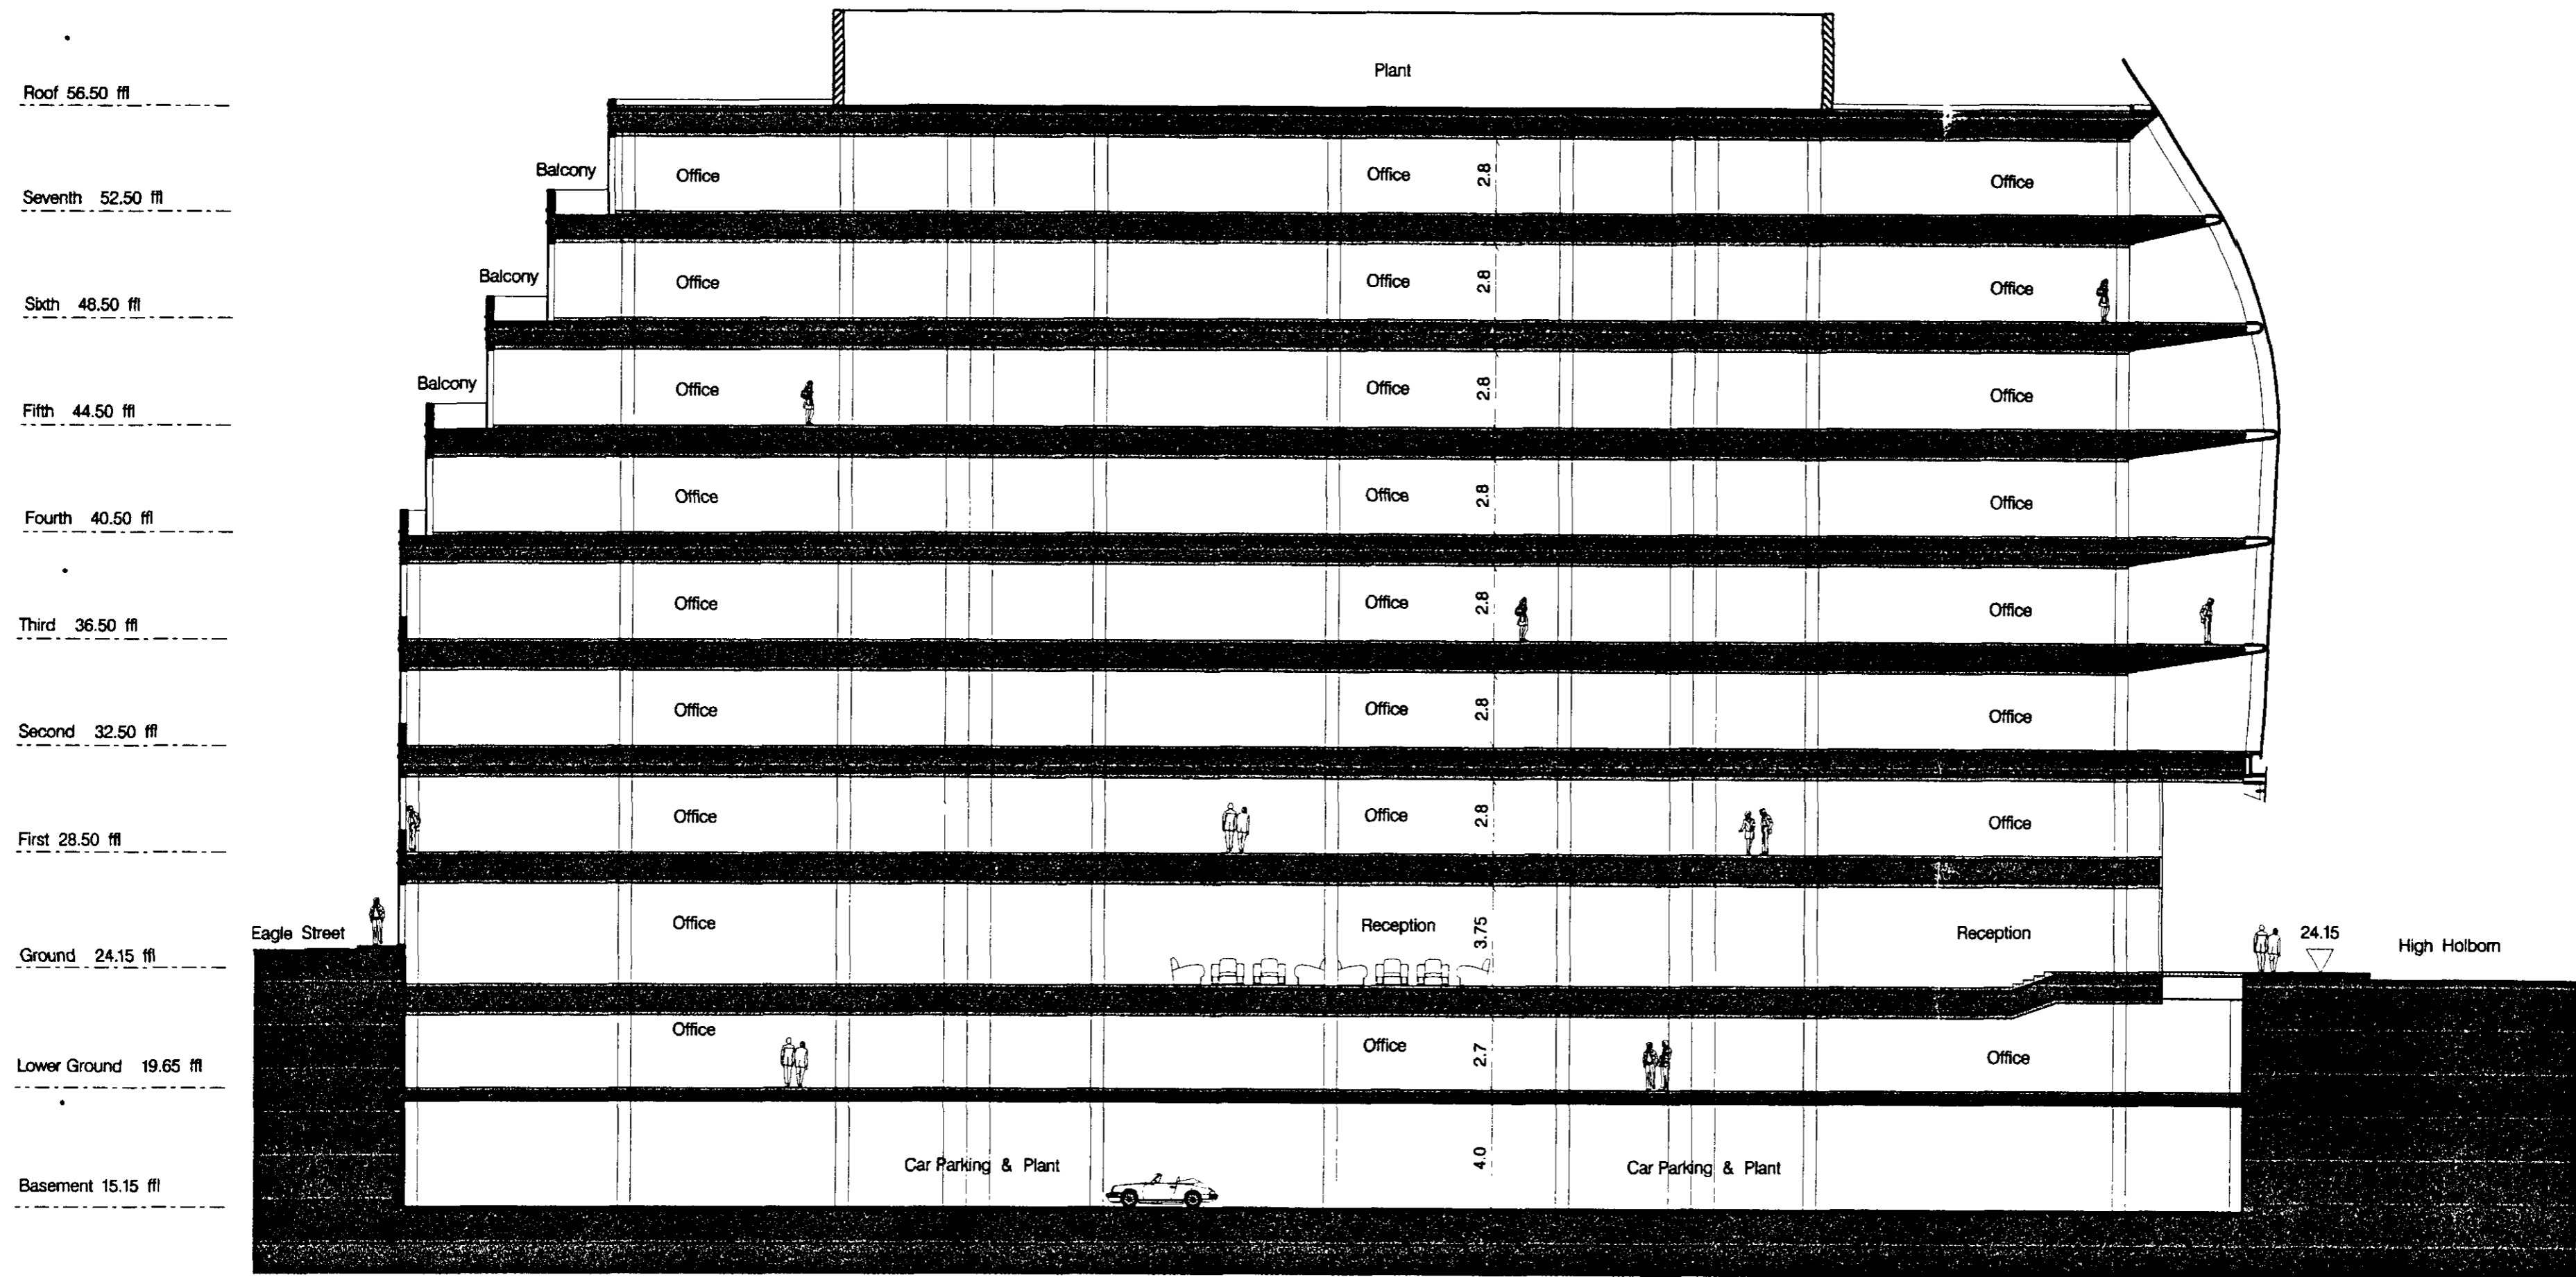 Plant
Roof 56.50 ffl
Balcony
Office
Office
2.8
Office
Seventh 52.50 ffl
Balcony
Office
Office
2.8
Office
Sixth 48.50 ffl
Balcony
Office
Office
2.8
Office
Fifth 44.50 ffl
Office
Office
2.8
Office
Fourth 40.50 ffl
Office
Office
2.8
Office
Third 36.50 ffl
Office
Office
2.8
Office
Second 32.50 ffl
Office
Office
2.8
Office
First 28.50 ffl
Eagle Street
Office
Reception
3.75
Reception
24.15
High Holborn
Ground 24.15 ffl
Office
Office
2.7
Office
Lower Ground 19.65 ffl
Car Parking & Plant
4.0
Car Parking & Plant
Basement 15.15 ffl